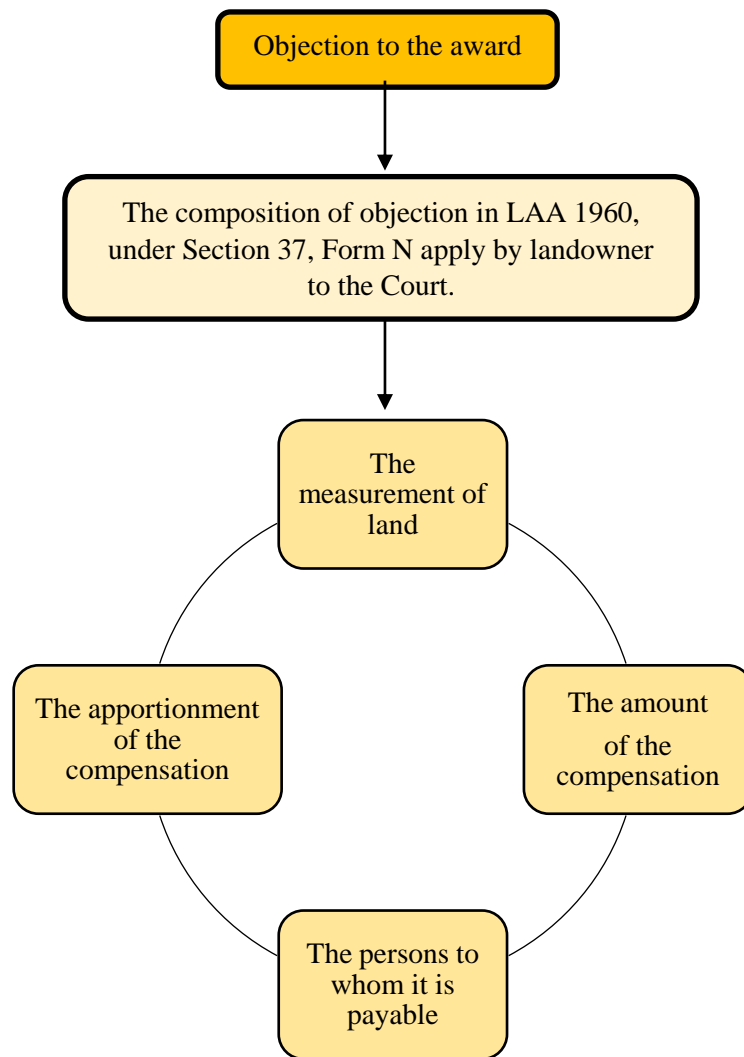 Objection to the award
The composition of objection in LAA 1960,
under Section 37, Form N apply by landowner
to the Court.
The
measurement of
land
The apportionment
of the
compensation
The amount
of the
compensation
The persons to
whom it is
payable